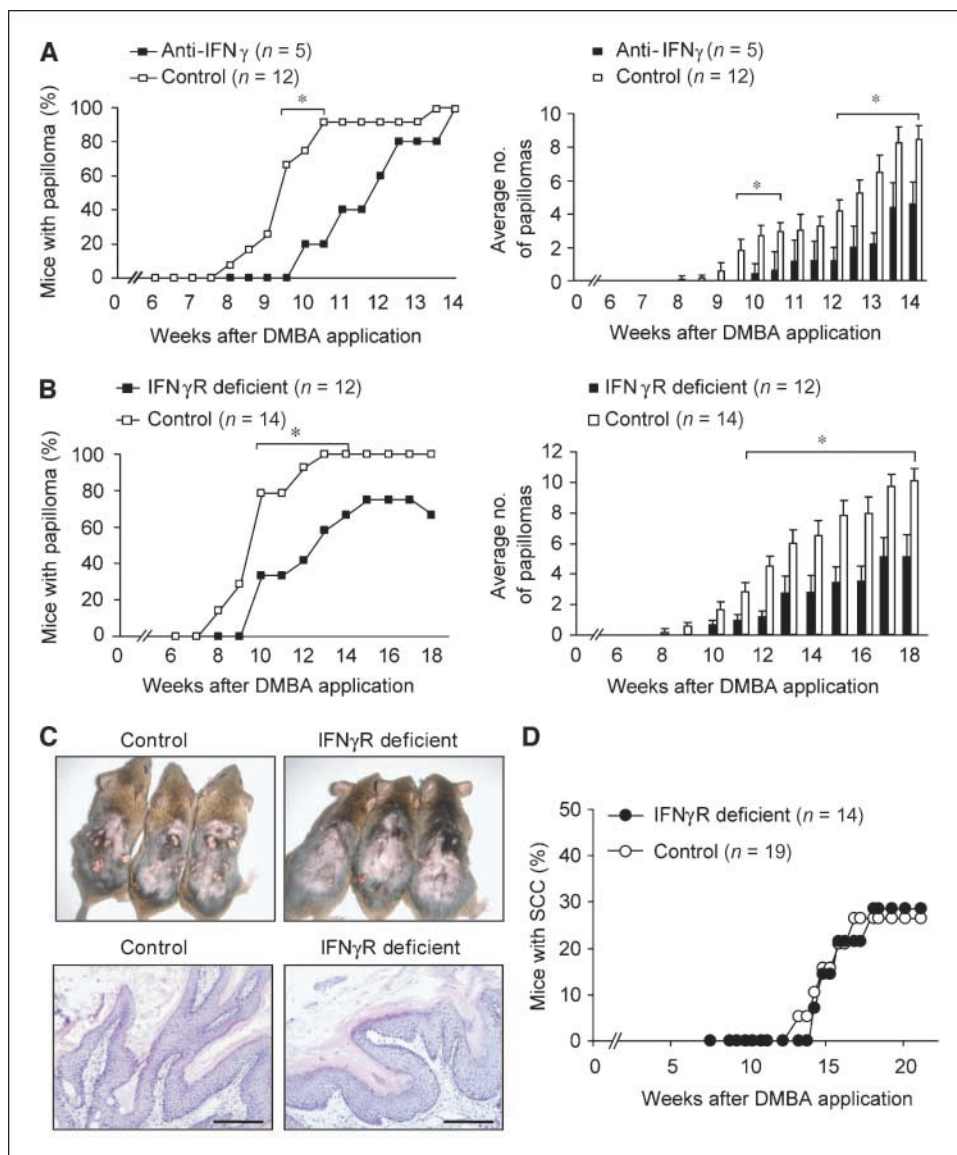 A
Anti-IFNγ (n = 5)
Control (n = 12)
*
Mice with papilloma (%)
100
80
60
40
20
0
0 6 7 8 9 10 11 12 13 14
Weeks after DMBA application
Anti-IFNγ (n = 5)
Control (n = 12)
*
*
Average no.
of papillomas
10
8
6
4
2
0
0 6 7 8 9 10 11 12 13 14
Weeks after DMBA application
B
IFNγR deficient (n = 12)
Control (n = 14)
*
Mice with papilloma (%)
100
80
60
40
20
0
0 6 8 10 12 14 16 18
Weeks after DMBA application
IFNγR deficient (n = 12)
Control (n = 14)
*
Average no.
of papillomas
12
10
8
6
4
2
0
0 6 8 10 12 14 16 18
Weeks after DMBA application
C
Control IFNγR deficient
Control IFNγR deficient
D
IFNγR deficient (n = 14)
Control (n = 19)
Mice with SCC (%)
50
40
30
20
10
0
0 5 10 15 20
Weeks after DMBA application